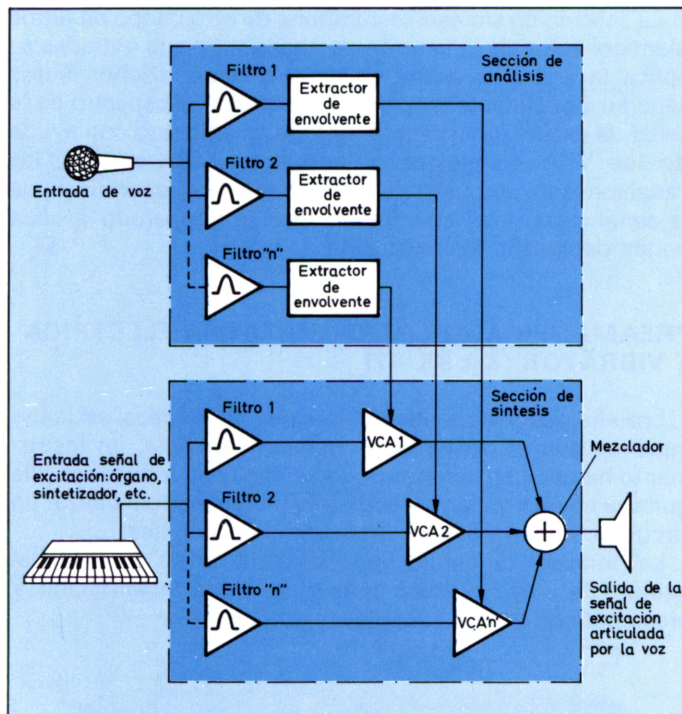 Filtro 1
Extractor
de
envolvente
Sección de
análisis
Entrada de voz
Filtro 2
Extractor
de
envolvente
Filtro "n"
Extractor
de
envolvente
Sección de
síntesis
Filtro 1
VCA 1
Mezclador
Entrada señal de
excitación:órgano,
sintetizador, etc.
Filtro 2
VCA 2
Filtro "n"
VCA"n"
Salida de la
señal de
excitación
articulada
por la voz